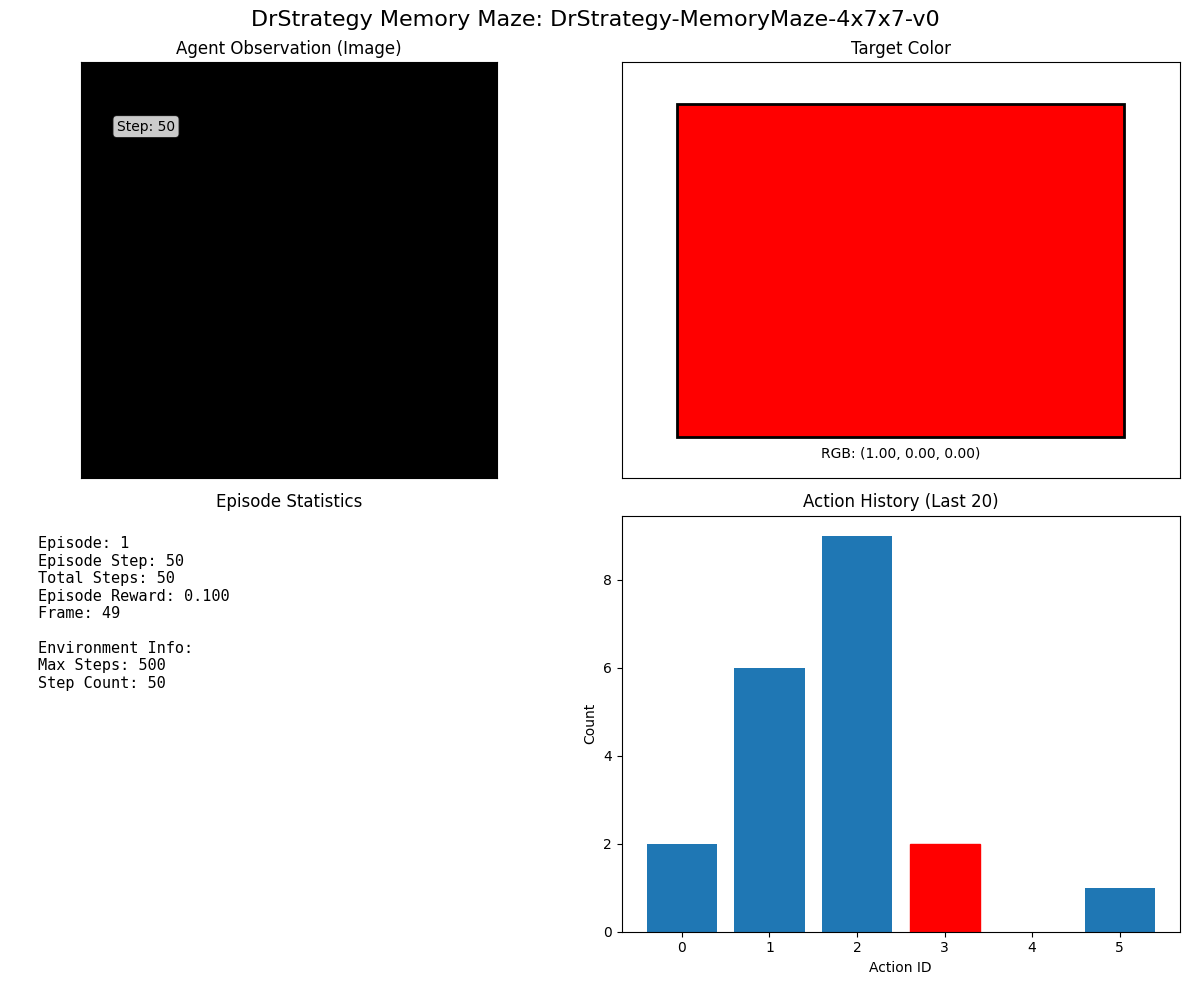 DrStrategy Memory Maze: DrStrategy-MemoryMaze-4x7x7-v0
Agent Observation (Image)
Step: 50
Target Color
RGB: (1.00, 0.00, 0.00)
Episode Statistics
Episode: 1
Episode Step: 50
Total Steps: 50
Episode Reward: 0.100
Frame: 49
Environment Info:
Max Steps: 500
Step Count: 50
Action History (Last 20)
Count
8
6
4
2
0
0 1 2 3 4 5
Action ID